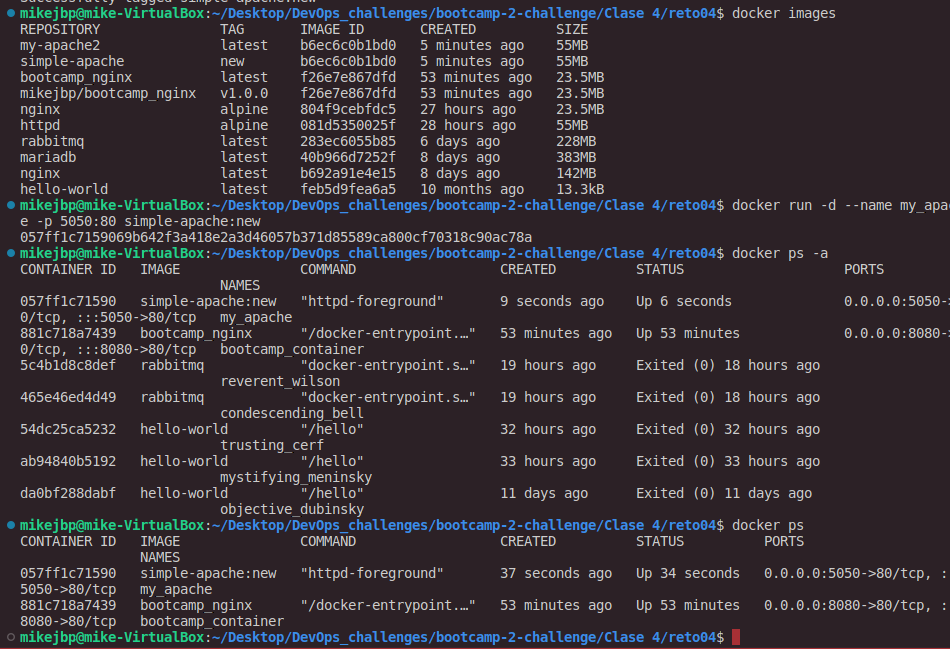 Successfully tagged simple-apache:new
mikejbp@mike-VirtualBox:~/Desktop/DevOps_challenges/bootcamp-2-challenge/Clase 4/reto04$ docker images
REPOSITORY TAG IMAGE ID CREATED SIZE
my-apache2 latest b6ec6c0b1bd0 5 minutes ago 55MB
simple-apache new b6ec6c0b1bd0 5 minutes ago 55MB
bootcamp_nginx latest f26e7e867dfd 53 minutes ago 23.5MB
mikejbp/bootcamp_nginx v1.0.0 f26e7e867dfd 53 minutes ago 23.5MB
nginx alpine 804f9cebfdc5 27 hours ago 23.5MB
httpd alpine 081d5350025f 28 hours ago 55MB
rabbitmq latest 283ec6055b85 6 days ago 228MB
mariadb latest 40b966d7252f 8 days ago 383MB
nginx latest b692a91e4e15 8 days ago 142MB
hello-world latest feb5d9fea6a5 10 months ago 13.3kB
mikejbp@mike-VirtualBox:~/Desktop/DevOps_challenges/bootcamp-2-challenge/Clase 4/reto04$ docker run -d --name my_apa
e -p 5050:80 simple-apache:new
057ff1c7159069b642f3a418e2a3d46057b371d85589ca800cf70318c90ac78a
mikejbp@mike-VirtualBox:~/Desktop/DevOps_challenges/bootcamp-2-challenge/Clase 4/reto04$ docker ps -a
CONTAINER ID IMAGE COMMAND CREATED STATUS PORTS
NAMES
057ff1c71590 simple-apache:new "httpd-foreground" 9 seconds ago Up 6 seconds 0.0.0.0:5050-
0/tcp, :::5050->80/tcp my_apache
881c718a7439 bootcamp_nginx "/docker-entrypoint.…" 53 minutes ago Up 53 minutes 0.0.0.0:8080-
0/tcp, :::8080->80/tcp bootcamp_container
5c4b1d8c8def rabbitmq "docker-entrypoint.s…" 19 hours ago Exited (0) 18 hours ago
reverent_wilson
465e46ed4d49 rabbitmq "docker-entrypoint.s…" 19 hours ago Exited (0) 18 hours ago
condescending_bell
54dc25ca5232 hello-world "/hello" 32 hours ago Exited (0) 32 hours ago
trusting_cerf
ab94840b5192 hello-world "/hello" 33 hours ago Exited (0) 33 hours ago
mystifying_meninsky
da0bf288dabf hello-world "/hello" 11 days ago Exited (0) 11 days ago
objective_dubinsky
mikejbp@mike-VirtualBox:~/Desktop/DevOps_challenges/bootcamp-2-challenge/Clase 4/reto04$ docker ps
CONTAINER ID IMAGE COMMAND CREATED STATUS PORTS
NAMES
057ff1c71590 simple-apache:new "httpd-foreground" 37 seconds ago Up 34 seconds 0.0.0.0:5050->80/tcp, :
5050->80/tcp my_apache
881c718a7439 bootcamp_nginx "/docker-entrypoint.…" 53 minutes ago Up 53 minutes 0.0.0.0:8080->80/tcp, :
8080->80/tcp bootcamp_container
mikejbp@mike-VirtualBox:~/Desktop/DevOps_challenges/bootcamp-2-challenge/Clase 4/reto04$